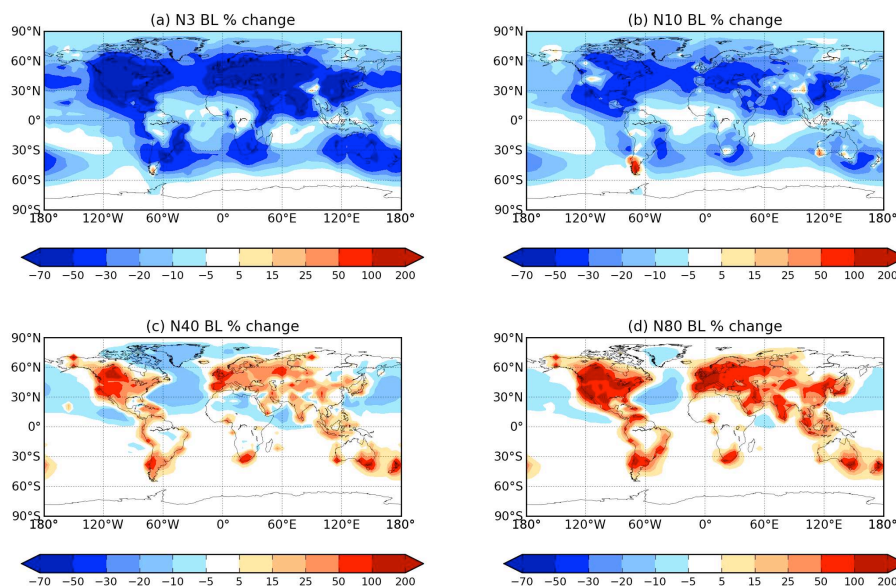 (a) N3 BL % change
90°N
60°N
30°N
0°
30°S
60°S
90°S
180° 120°W 60°W 0° 60°E 120°E 180°
−70 −50 −30 −20 −10 −5 5 15 25 50 100 200
(b) N10 BL % change
90°N
60°N
30°N
0°
30°S
60°S
90°S
180° 120°W 60°W 0° 60°E 120°E 180°
−70 −50 −30 −20 −10 −5 5 15 25 50 100 200
(c) N40 BL % change
90°N
60°N
30°N
0°
30°S
60°S
90°S
180° 120°W 60°W 0° 60°E 120°E 180°
−70 −50 −30 −20 −10 −5 5 15 25 50 100 200
(d) N80 BL % change
90°N
60°N
30°N
0°
30°S
60°S
90°S
180° 120°W 60°W 0° 60°E 120°E 180°
−70 −50 −30 −20 −10 −5 5 15 25 50 100 200